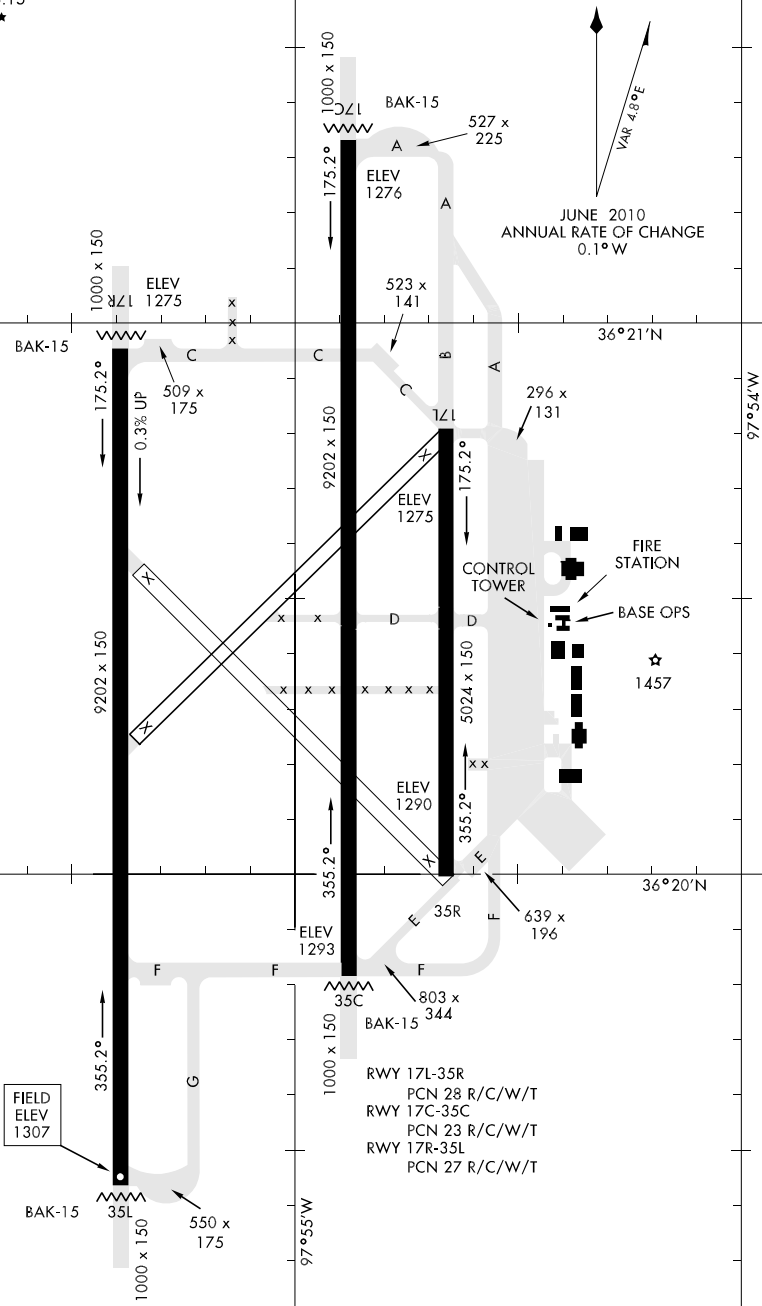 1000 x 150
17C
BAK-15
527 x
225
A
VAR 4.8°E
175.2°
ELEV
1276
A
JUNE 2010
ANNUAL RATE OF CHANGE
0.1° W
1000 x 150
17R
ELEV
1275
x
x
x
523 x
141
36°21'N
BAK-15
C
C
B
A
175.2°
0.3% UP
509 x
175
C
296 x
131
97°54'W
17L
9202 x 150
X
175.2°
ELEV
1275
FIRE
STATION
CONTROL
TOWER
X
BASE OPS
x x
D
D
9202 x 150
5024 x 150
1457
x x x x x x x
X
x x
ELEV
1290
355.2°
355.2°
X
E
36°20'N
35R
639 x
196
E
F
ELEV
1293
F
F
F
803 x
344
35C
BAK-15
355.2°
1000 x 150
G
RWY 17L-35R
PCN 28 R/C/W/T
RWY 17C-35C
PCN 23 R/C/W/T
RWY 17R-35L
PCN 27 R/C/W/T
FIELD
ELEV
1307
BAK-15
35L
550 x
175
97°55'W
1000 x 150